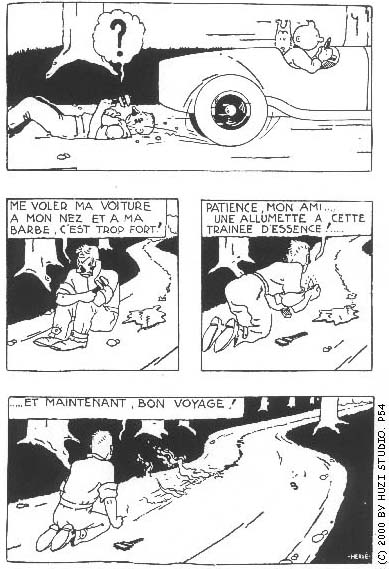 ?
ME VOLER MA VOITURE
A MON NEZ ET A MA
BARBE, C'EST TROP FORT!
PATIENCE, MON AMI....
UNE ALLUMETTE A CETTE
TRAINEE D'ESSENCE!....
.....ET MAINTENANT, BON VOYAGE!
-HERGÉ-
(C) 2000 BY HUZI STUDIO. P54